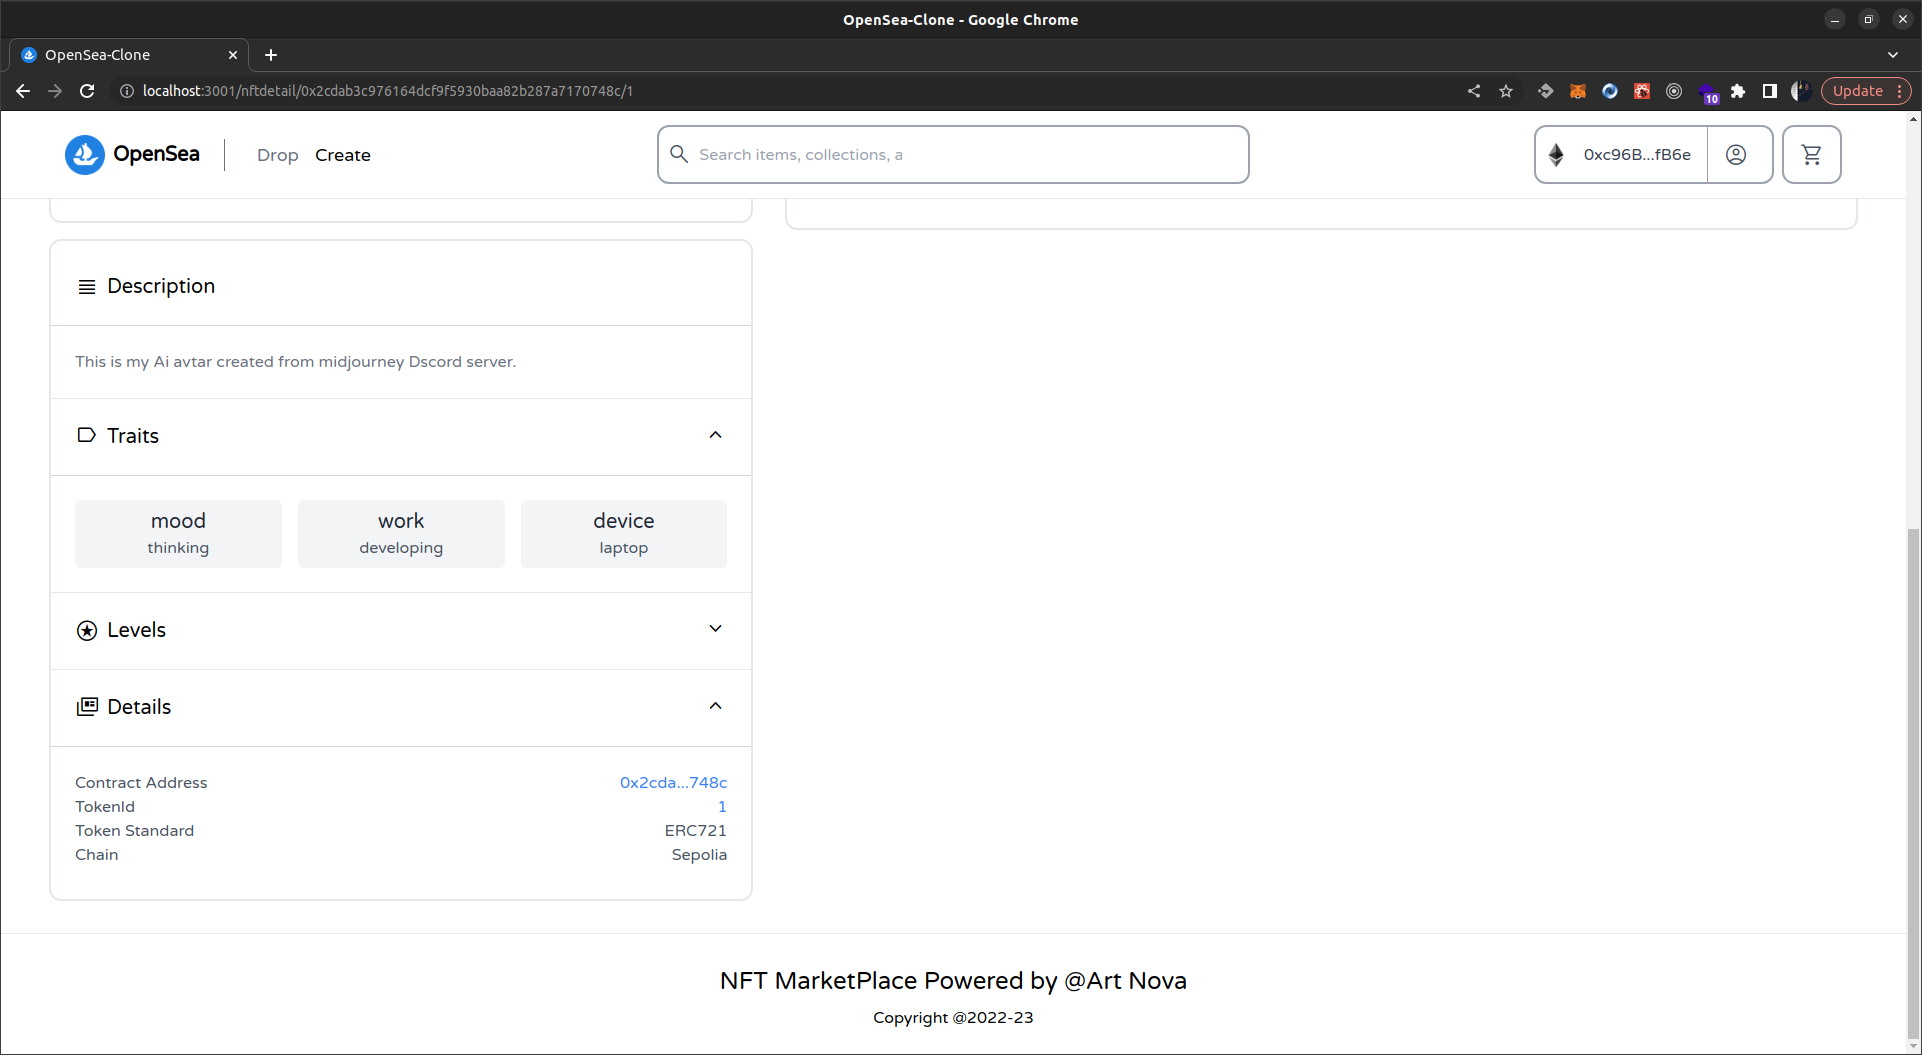 OpenSea-Clone - Google Chrome
OpenSea-Clone
localhost:3001/nftdetail/0x2cdab3c976164dcf9f5930baa82b287a7170748c/1
10
Update
OpenSea
Drop Create
Search items, collections, a
0xc96B...fB6e
Description
This is my Ai avtar created from midjourney Dscord server.
Traits
mood work device
thinking developing laptop
Levels
Details
Contract Address 0x2cda...748c
TokenId 1
Token Standard ERC721
Chain Sepolia
NFT MarketPlace Powered by @Art Nova
Copyright @2022-23